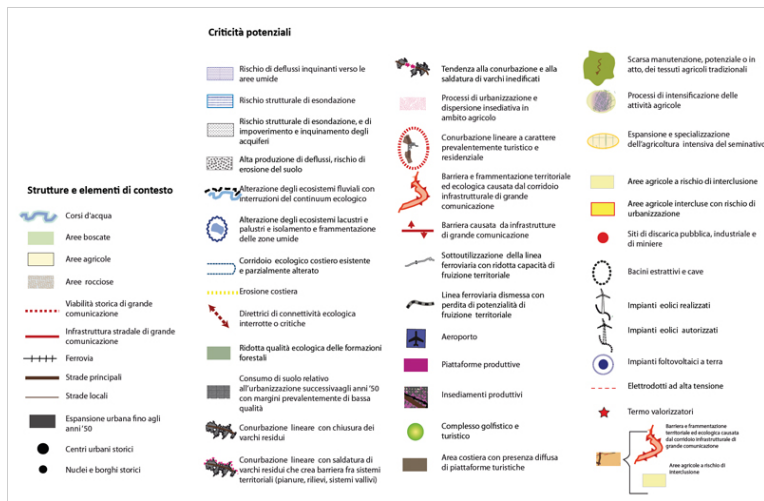 Criticità potenziali
Strutture e elementi di contesto
Corsi d'acqua
Aree boscate
Aree agricole
Aree rocciose
Viabilità storica di grande
comunicazione
Infrastruttura stradale di grande
comunicazione
Ferrovia
Strade principali
Strade locali
Espansione urbana fino agli
anni'50
Centri urbani storici
Nuclei e borghi storici
Rischio di deflussi inquinanti verso le
aree umide
Rischio strutturale di esondazione
Rischio strutturale di esondazione, e di
impoverimento e inquinamento degli
acquiferi
Alta produzione di deflussi, rischio di
erosione del suolo
Alterazione degli ecosistemi fluviali con
interruzioni del continuum ecologico
Alterazione degli ecosistemi lacustri e
palustri e isolamento e frammentazione
delle zone umide
Corridoio ecologico costiero esistente
e parzialmente alterato
Erosione costiera
Direttrici di connettività ecologica
interrotte o critiche
Ridotta qualità ecologica delle formazioni
forestali
Consumo di suolo relativo
all'urbanizzazione successivaagli anni '50
con margini prevalentemente di bassa
qualità
Conurbazione lineare con chiusura dei
varchi residui
Conurbazione lineare con saldatura di
varchi residui che crea barriera fra sistemi
territoriali (pianure, rilievi, sistemi vallivi)
Tendenza alla conurbazione e alla
saldatura di varchi inedificati
Processi di urbanizzazione e
dispersione insediativa in
ambito agricolo
Conurbazione lineare a carattere
prevalentemente turistico e
residenziale
Barriera e frammentazione territoriale
ed ecologica causata dal corridoio
infrastrutturale di grande
comunicazione
Barriera causata da infrastrutture
di grande comunicazione
Sottoutilizzazione della linea
ferroviaria con ridotta capacità di
fruizione territoriale
Linea ferroviaria dismessa con
perdita di potenzialità di
fruizione territoriale
Aeroporto
Piattaforme produttive
Insediamenti produttivi
Complesso golfistico e
turistico
Area costiera con presenza diffusa
di piattaforme turistiche
Scarsa manutenzione, potenziale o in
atto, dei tessuti agricoli tradizionali
Processi di intensificazione delle
attività agricole
Espansione e specializzazione
dell'agricoltura intensiva del seminativo
Aree agricole a rischio di interclusione
Aree agricole intercluse con rischio di
urbanizzazione
Siti di discarica pubblica, industriale e
di miniere
Bacini estrattivi e cave
Impianti eolici realizzati
Impianti eolici autorizzati
Impianti fotovoltaici a terra
Elettrodotti ad alta tensione
Termo valorizzatori
Barriera e frammentazione
territoriale ed ecologica causata
dal corridoio infrastrutturale di
grande comunicazione
Aree agricole a rischio di
interclusione